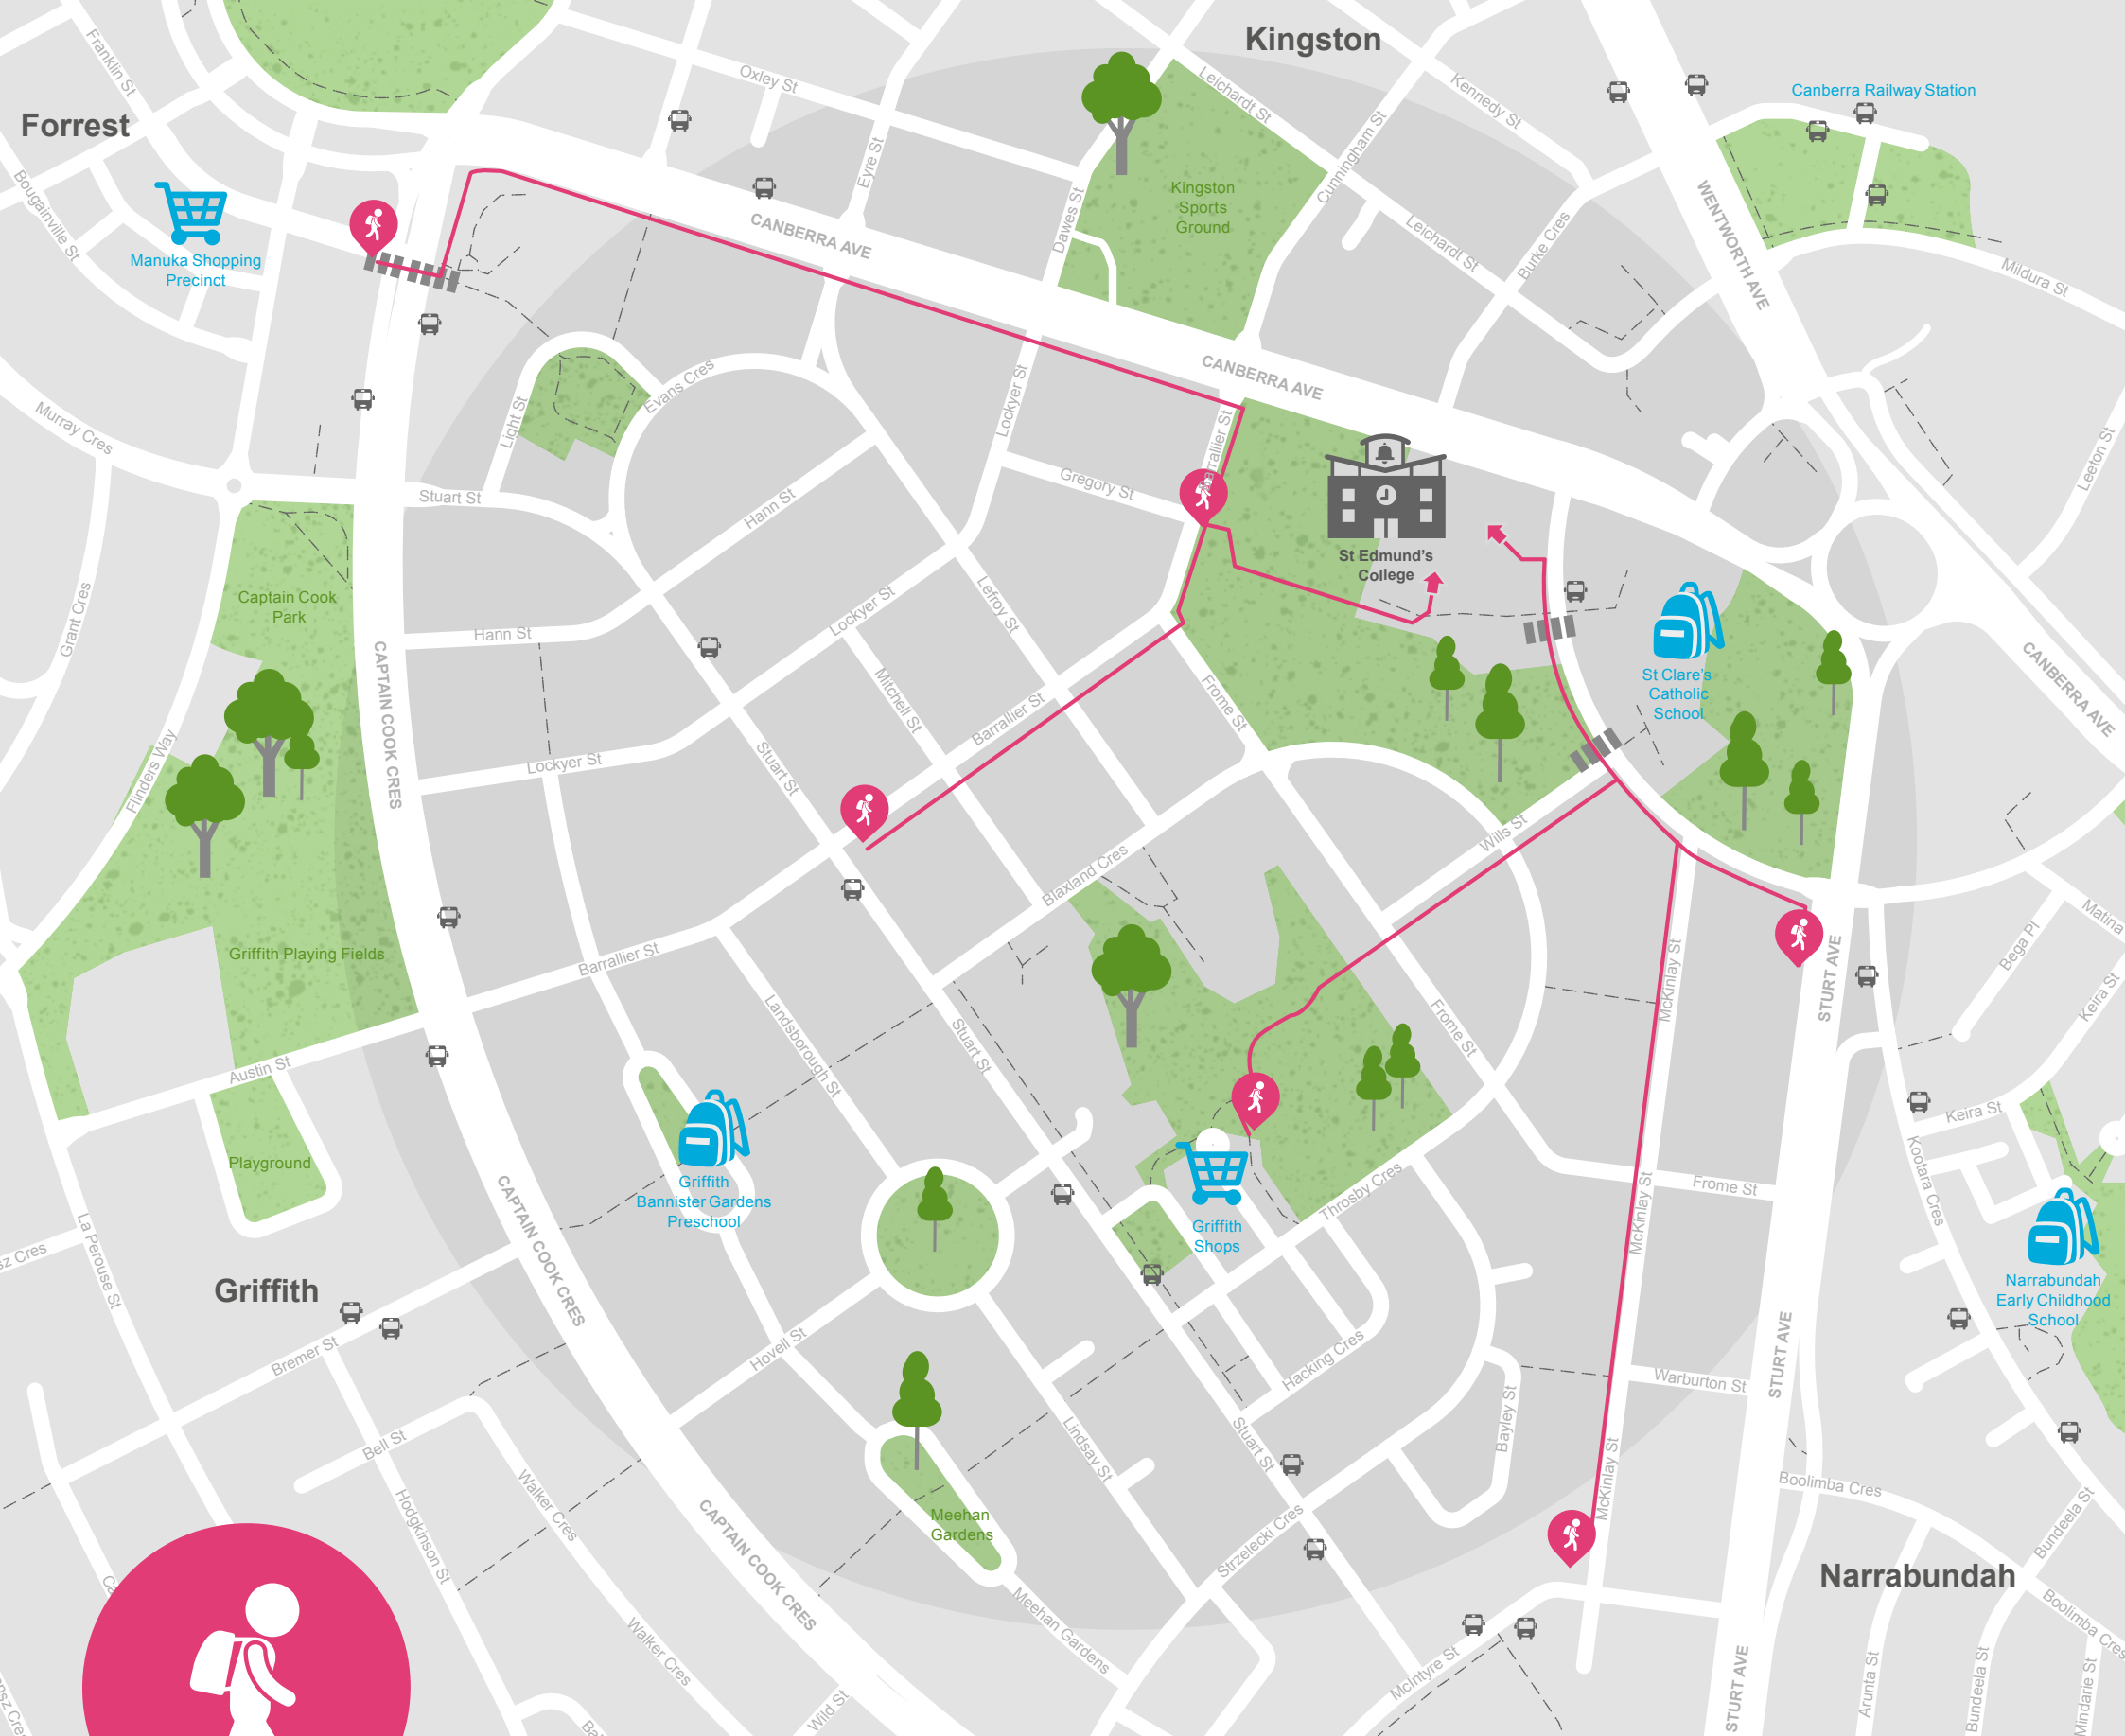 Kingston
Forrest
Franklin St
Oxley St
Leichardt St
Kennedy St
Canberra Railway Station
Eyre St
Cunningham St
Bougainville St
Kingston
Sports
Ground
Dawes St
WENTWORTH AVE
CANBERRA AVE
Leichardt St
Burke Cres
Manuka Shopping
Precinct
Mildura St
CANBERRA AVE
Murray Cres
Light St
Evans Cres
Lockyer St
Barrallier St
Leeton St
Stuart St
Hann St
Gregory St
St Edmund's
College
Grant Cres
Captain Cook
Park
Hann St
Lockyer St
Lefroy St
St Clare's
Catholic
School
CANBERRA AVE
CAPTAIN COOK CRES
Mitchell St
Barrallier St
Frome St
Flinders Way
Lockyer St
Stuart St
Wills St
Blaxland Cres
Griffith Playing Fields
Barrallier St
McKinlay St
STURT AVE
Bega Pl
Matina
Keira St
Landsborough St
Stuart St
Frome St
Austin St
Playground
Keira St
Griffith
Bannister Gardens
Preschool
Griffith
Shops
Throsby Cres
McKinlay St
Frome St
Kootara Cres
La Perouse St
CAPTAIN COOK CRES
Griffith
Narrabundah
Early Childhood
School
Bremer St
Hovell St
Hacking Cres
Warburton St
STURT AVE
Bell St
Lindsay St
Stuart St
Bayley St
McKinlay St
Boolimba Cres
Hodgkinson St
Walker Cres
CAPTAIN COOK CRES
Meehan
Gardens
Strzelecki Cres
Bundeela St
Narrabundah
Walker Cres
Meehan Gardens
McIntyre St
Boolimba Cres
Wild St
STURT AVE
Arunta St
Bundeela St
Mindarie St